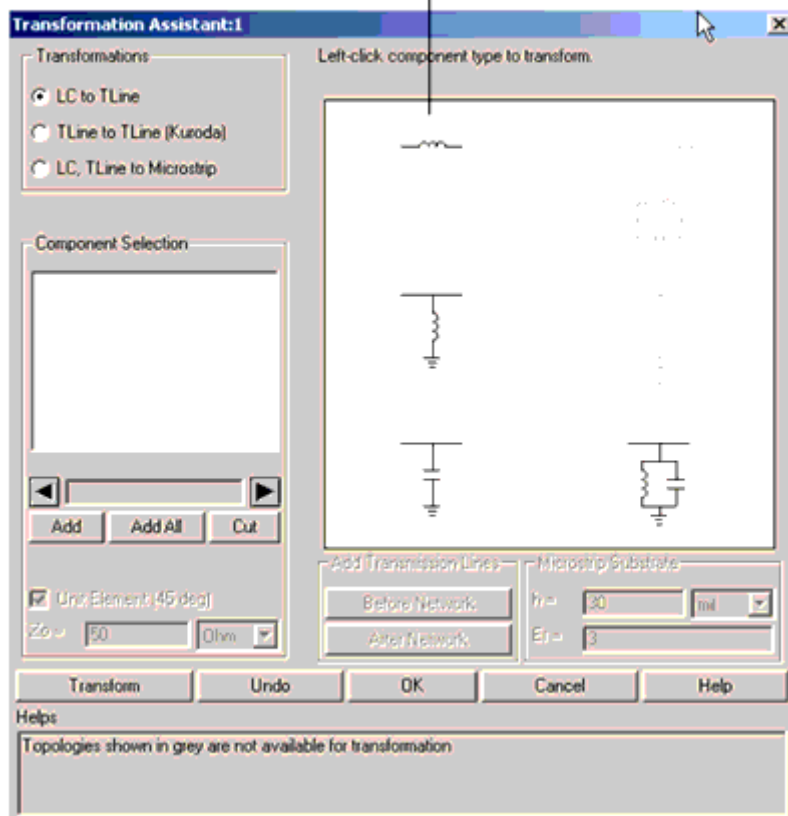 Transformation Assistant:1
Transformations
LC to TLine
TLine to TLine (Kuroda)
LC, TLine to Microstrip
Left-click component type to transform.
Component Selection
Add
Add All
Cut
Unit Element (45 deg)
Zo =
50
Ohm
Add Transmission Lines
Before Network
After Network
Microstrip Substrate
h =
30
mil
Er =
3
Transform
Undo
OK
Cancel
Help
Helps
Topologies shown in grey are not available for transformation